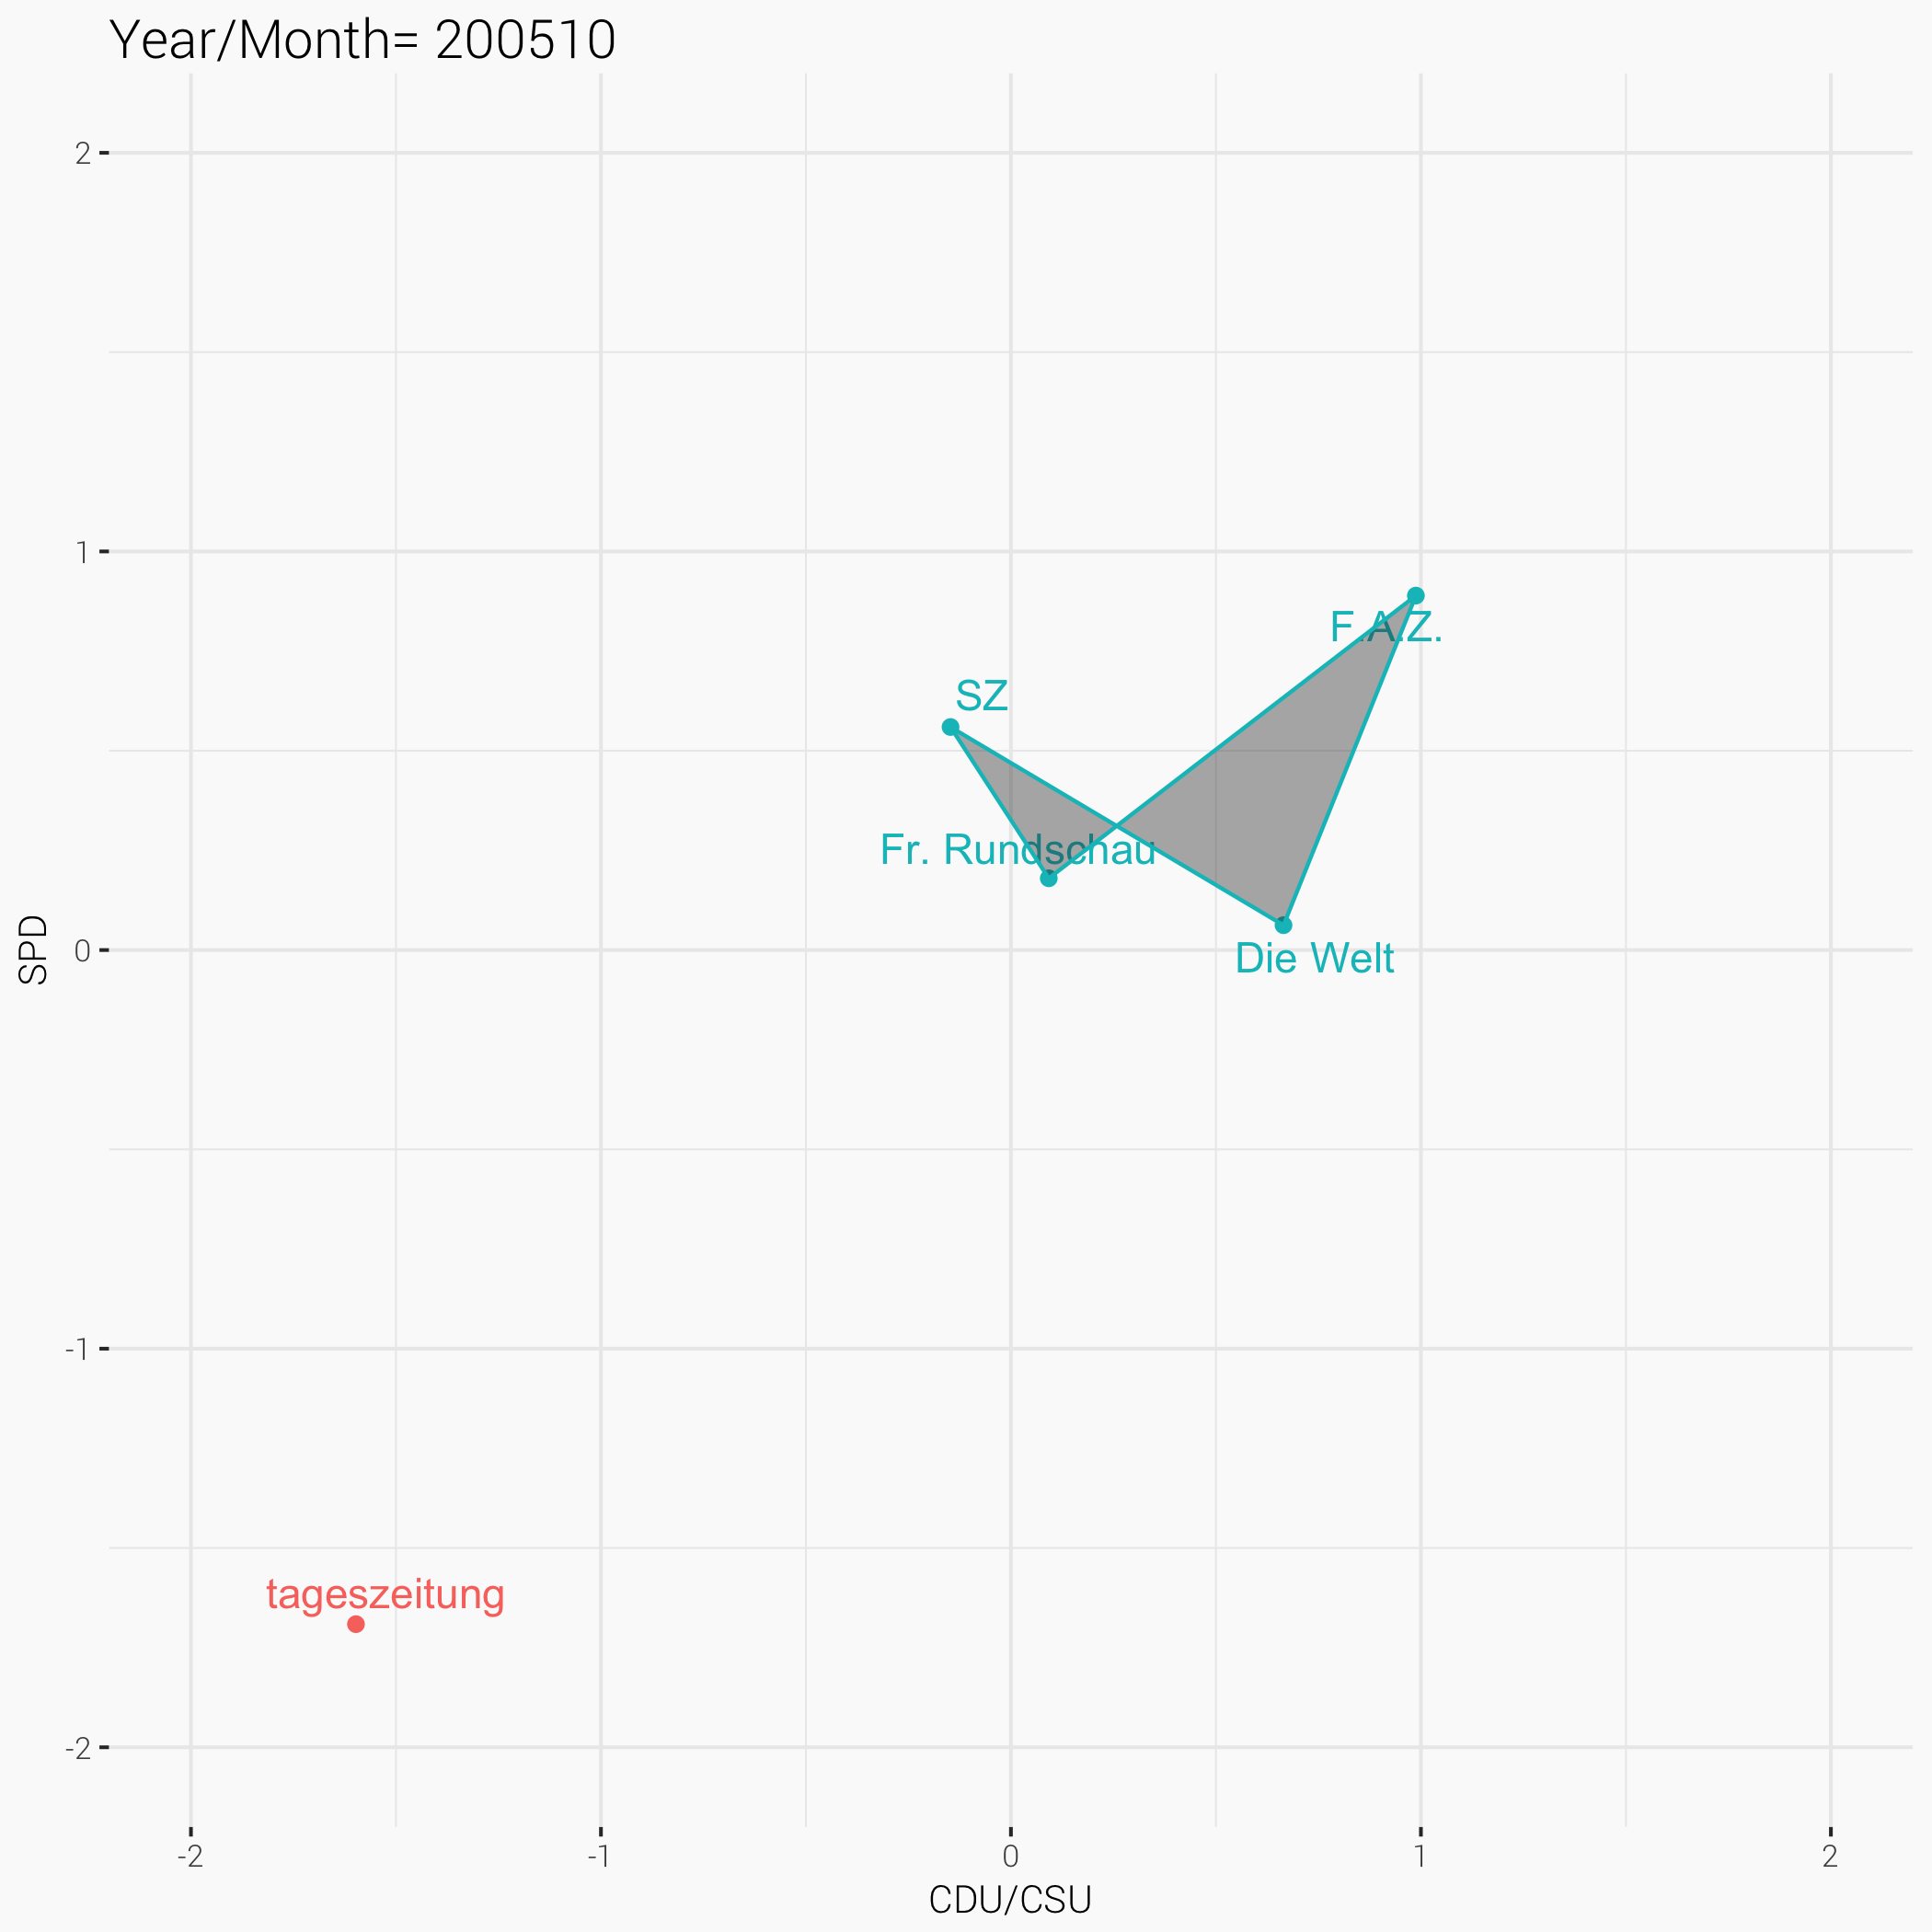 Year/Month= 200510
2
1
F.A.Z.
SZ
Fr. Rundschau
SPD
0
Die Welt
-1
tageszeitung
-2
-2 -1 0 1 2
CDU/CSU